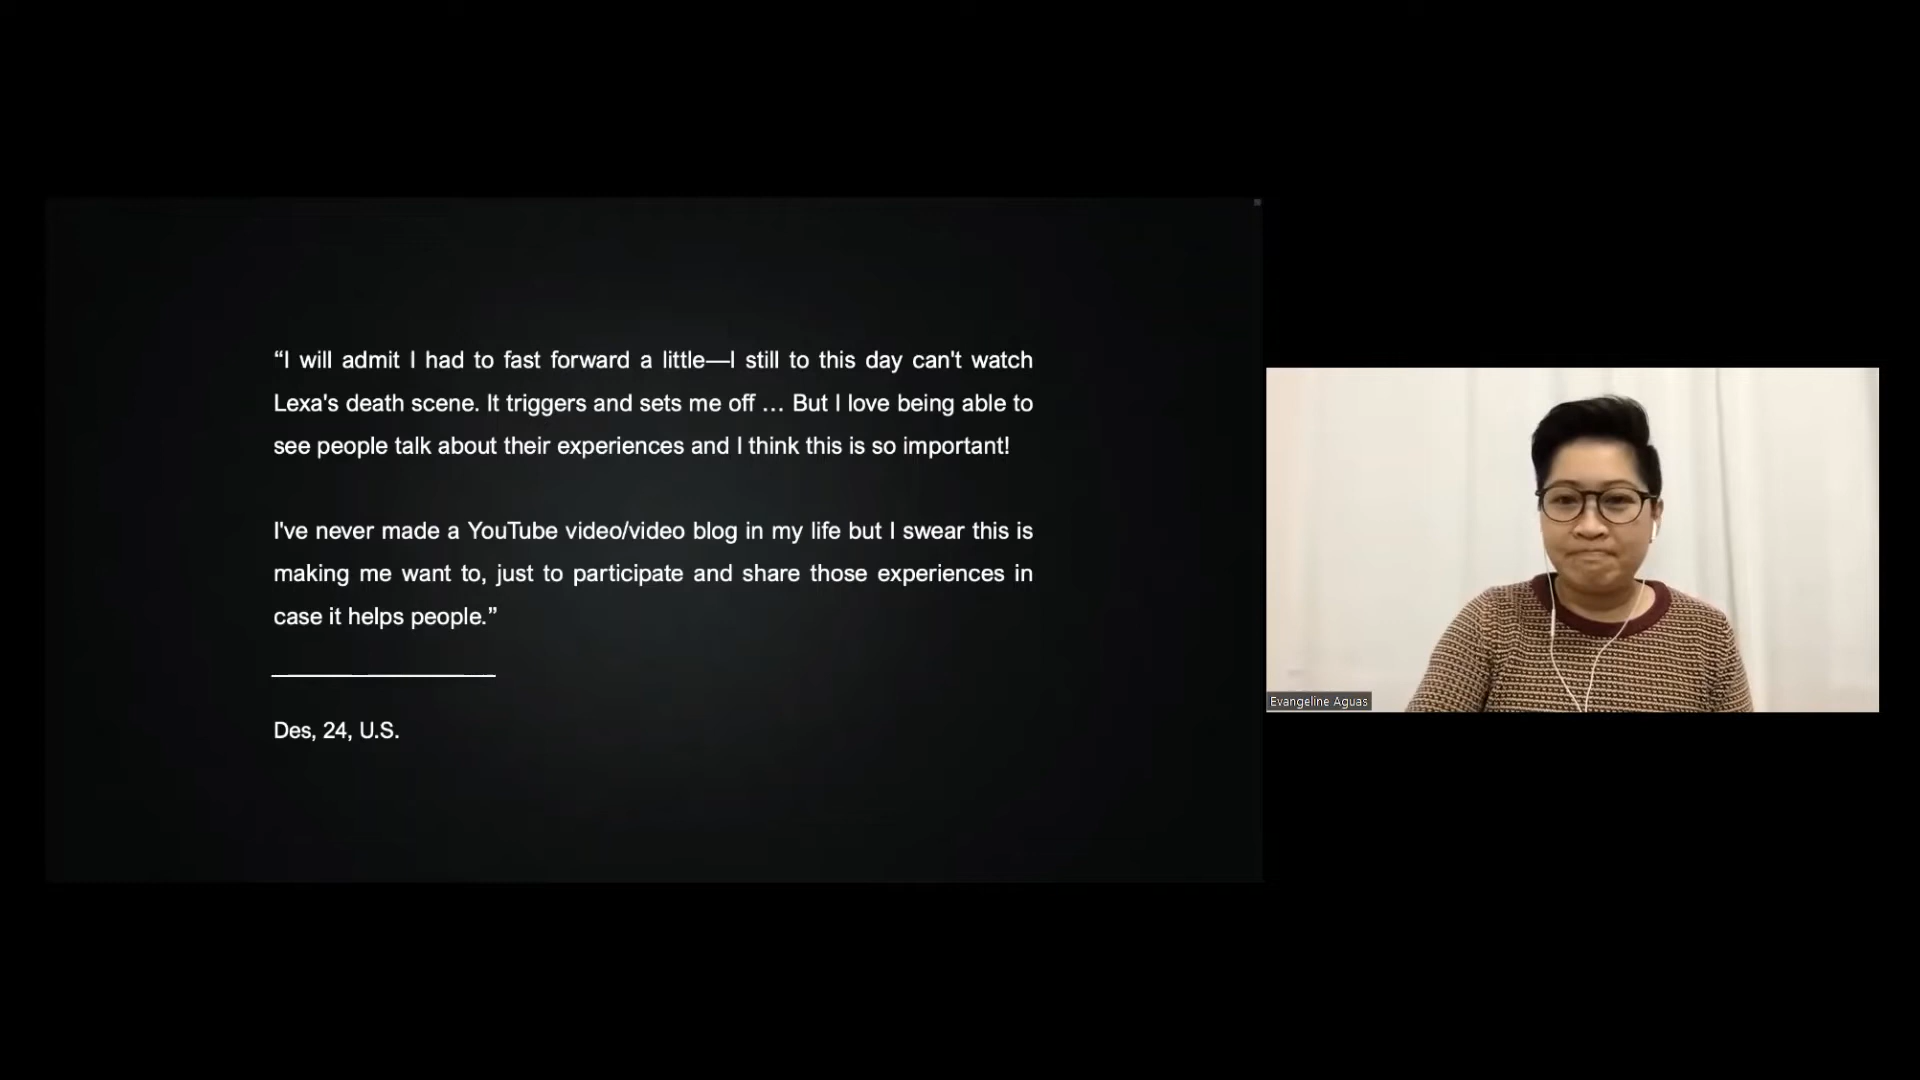 “I will admit I had to fast forward a little—I still to this day can't watch
Lexa's death scene. It triggers and sets me off … But I love being able to
see people talk about their experiences and I think this is so important!
I've never made a YouTube video/video blog in my life but I swear this is
making me want to, just to participate and share those experiences in
case it helps people.”
Des, 24, U.S.
Evangeline Aguas